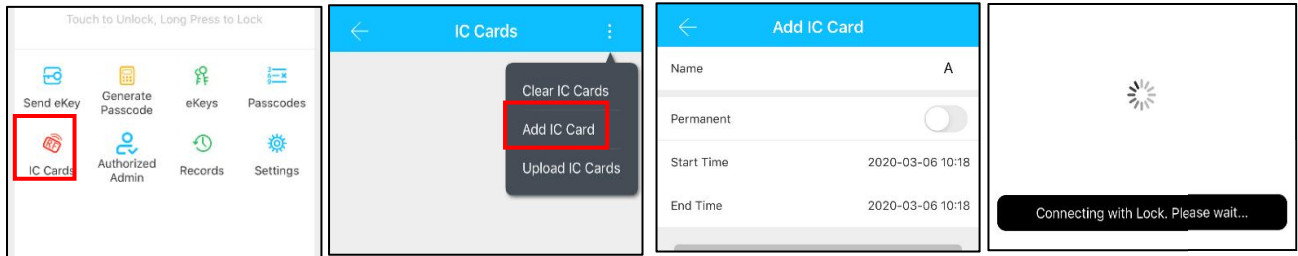 Touch to Unlock, Long Press to Lock
Send eKey
Generate
Passcode
eKeys
Passcodes
IC Cards
Authorized
Admin
Records
Settings
IC Cards
Clear IC Cards
Add IC Card
Upload IC Cards
Add IC Card
Name A
Permanent
Start Time 2020-03-06 10:18
End Time 2020-03-06 10:18
Connecting with Lock. Please wait...